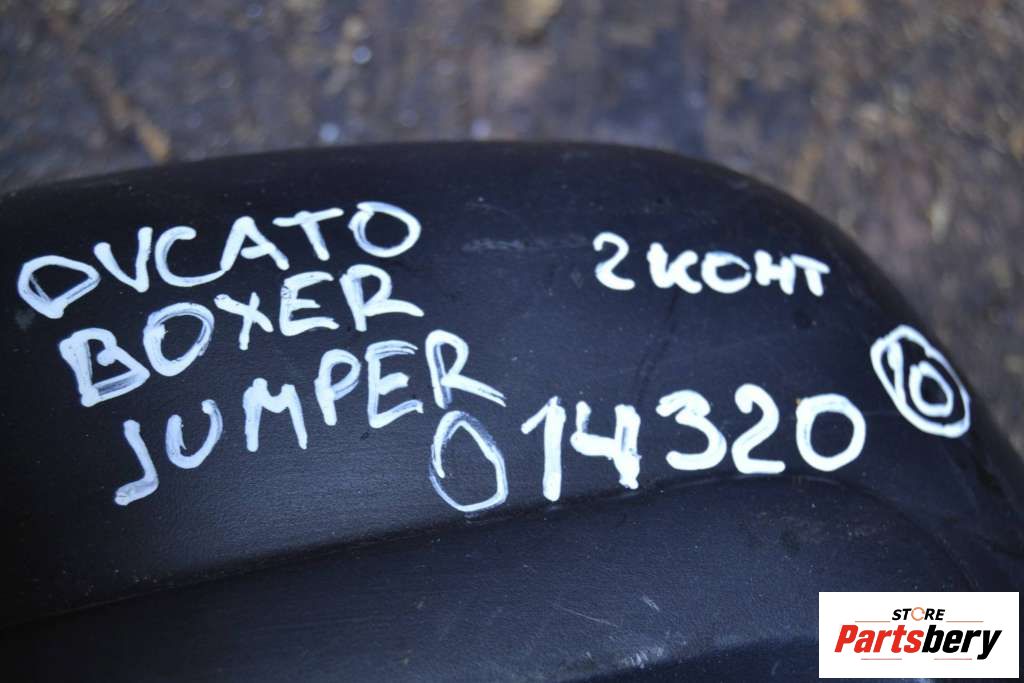 DUCATO
BOXER
JUMPER
2 конт
014320
10
STORE
Partsbery